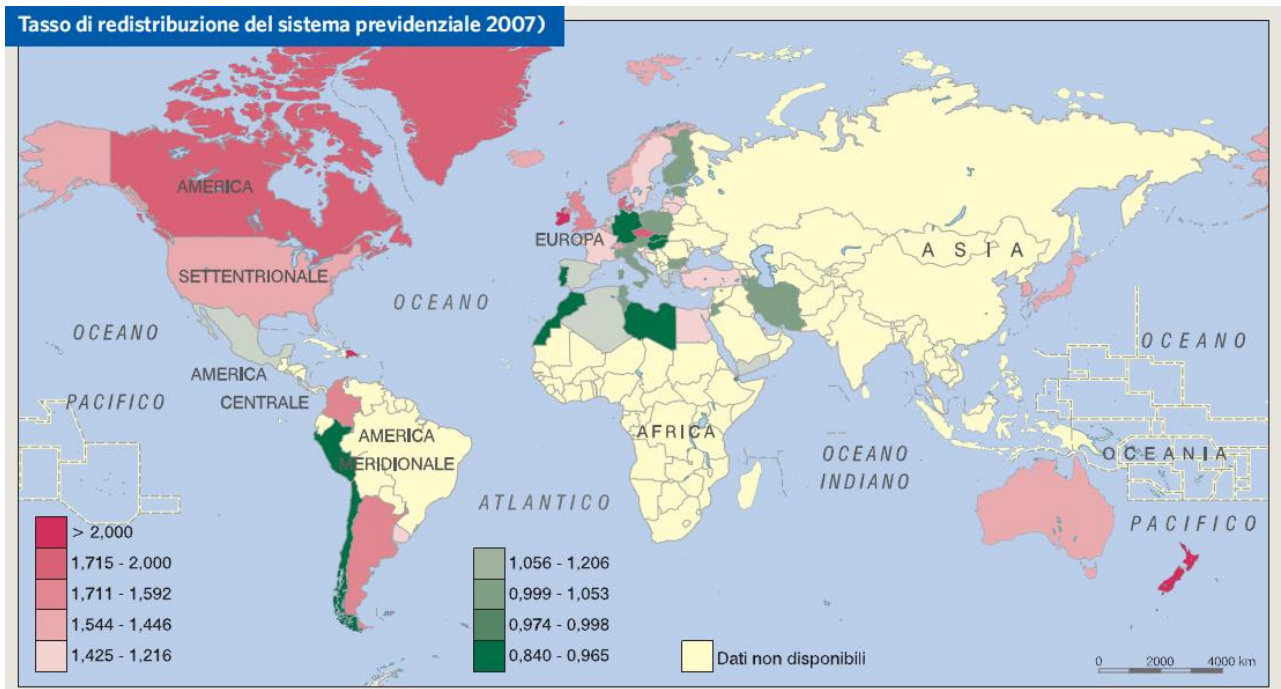 Tasso di redistribuzione del sistema previdenziale 2007)
AMERICA
SETTENTRIONALE
OCEANO
EUROPA
ASIA
OCEANO
PACIFICO
AMERICA
CENTRALE
AMERICA
MERIDIONALE
ATLANTICO
AFRICA
OCEANO
INDIANO
OCEANO
OCEANIA
PACIFICO
> 2,000
1,715 - 2,000
1,711 - 1,592
1,544 - 1,446
1,425 - 1,216
1,056 - 1,206
0,999 - 1,053
0,974 - 0,998
0,840 - 0,965
Dati non disponibili
0 2000 4000 km